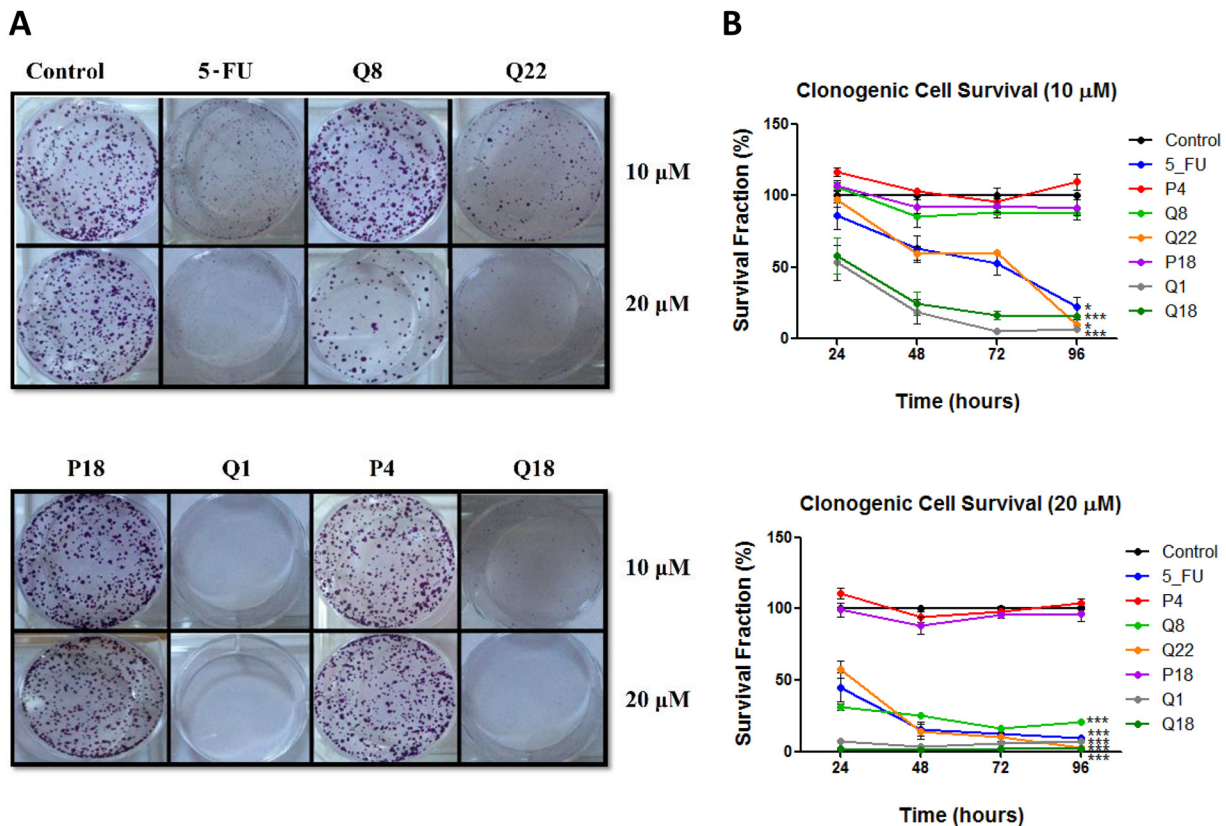 A
Control 5-FU Q8 Q22
10 µM
20 µM
P18 Q1 P4 Q18
10 µM
20 µM
B
Clonogenic Cell Survival (10 µM)
Survival Fraction (%)
150
100
50
0
24 48 72 96
Time (hours)
*
***
*
***
Control
5_FU
P4
Q8
Q22
P18
Q1
Q18
Clonogenic Cell Survival (20 µM)
Survival Fraction (%)
150
100
50
0
24 48 72 96
Time (hours)
***
***
***
***
***
Control
5_FU
P4
Q8
Q22
P18
Q1
Q18